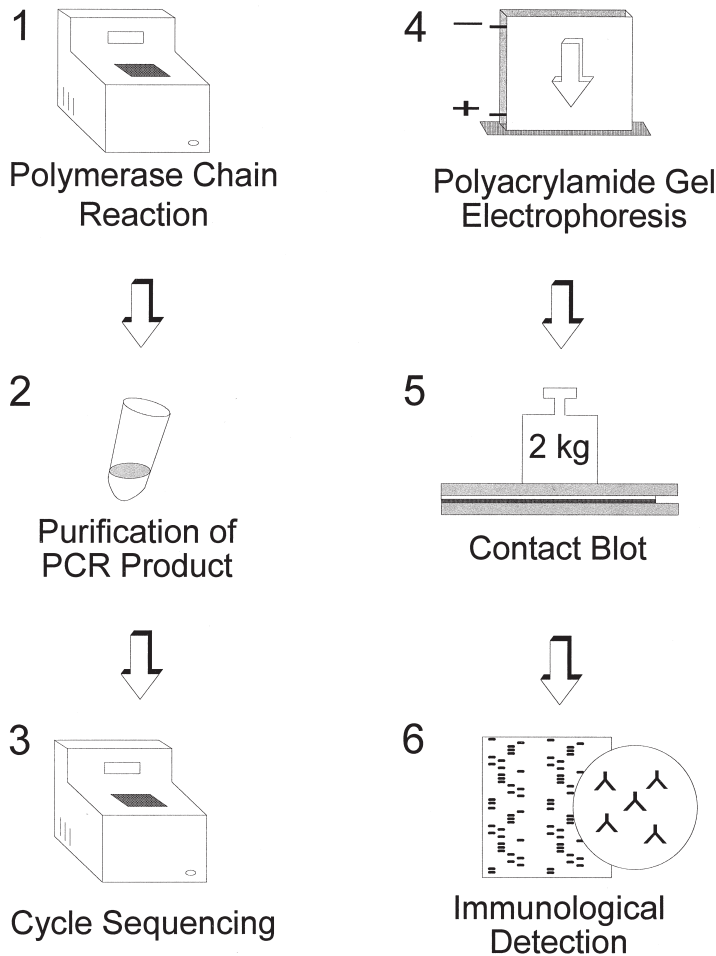 1
Polymerase Chain
Reaction
2
Purification of
PCR Product
3
Cycle Sequencing
4
—
+
Polyacrylamide Gel
Electrophoresis
5
2 kg
Contact Blot
6
Immunological
Detection